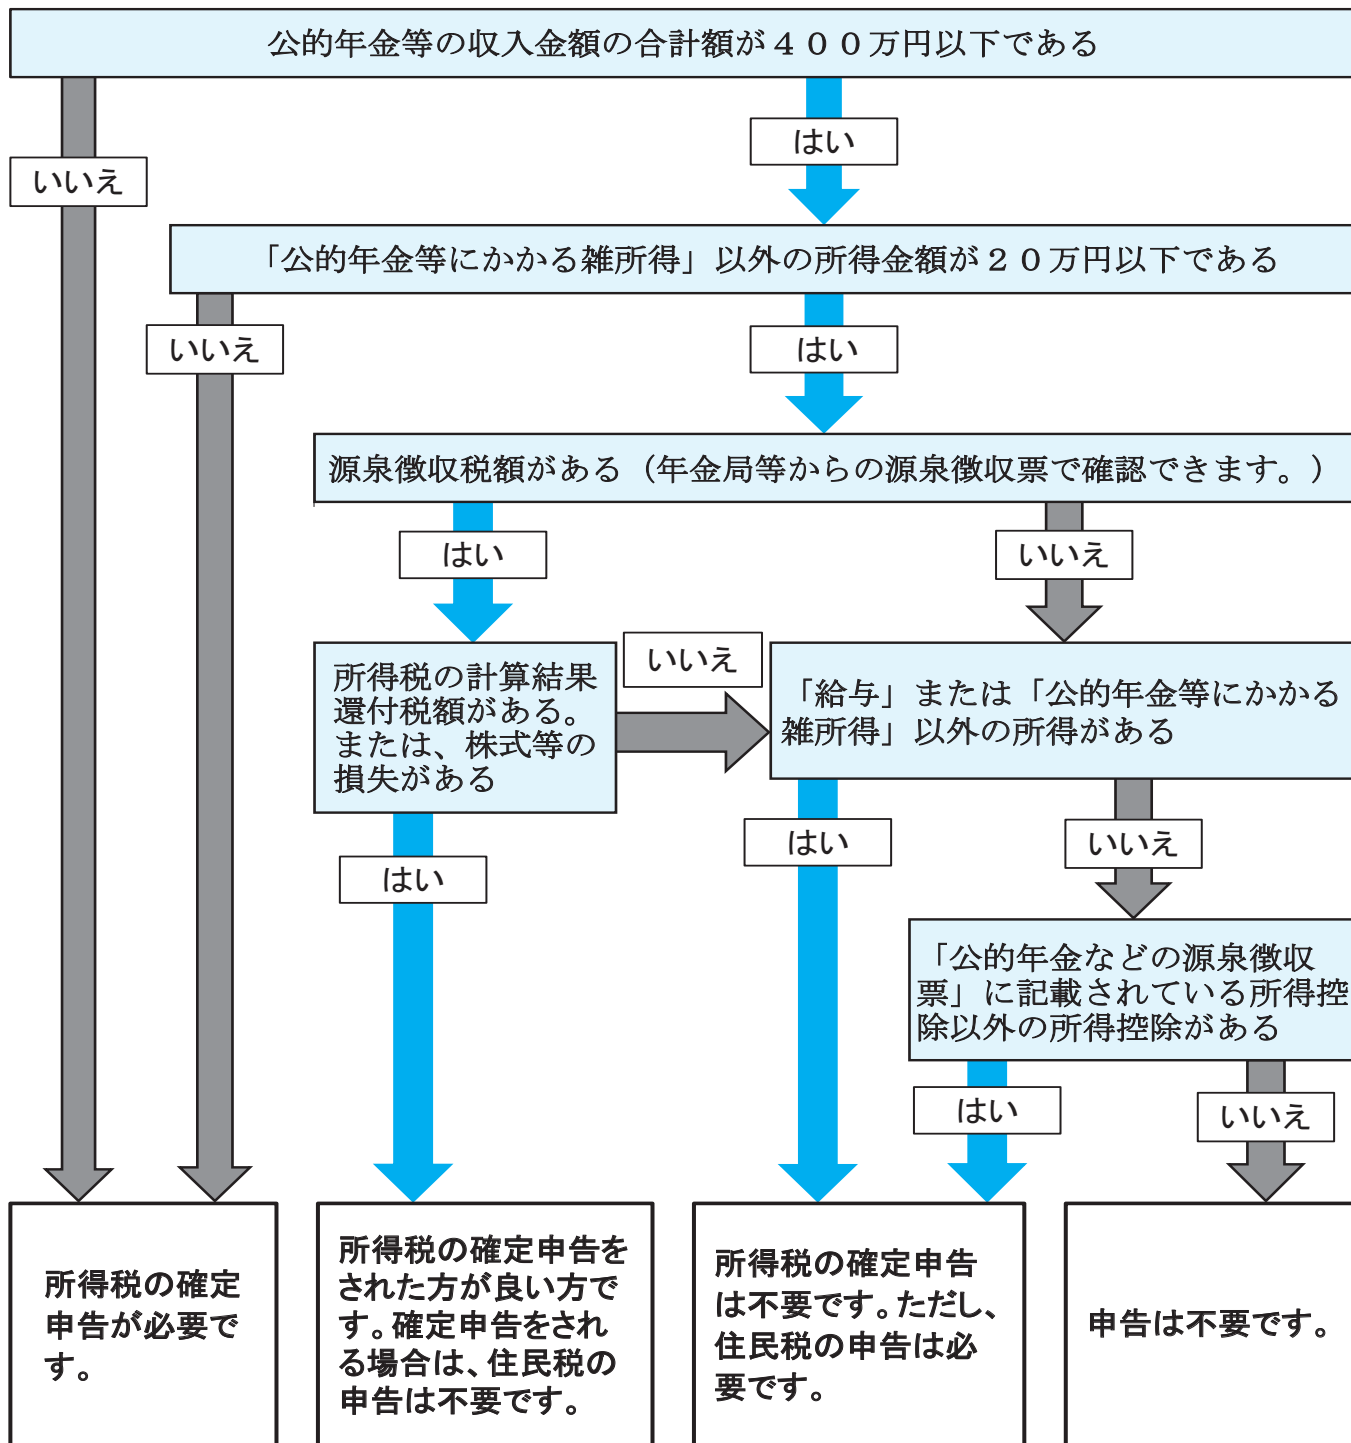 公的年金等の収入金額の合計額が４００万円以下である
はい
いいえ
「公的年金等にかかる雑所得」以外の所得金額が２０万円以下である
いいえ
はい
源泉徴収税額がある（年金局等からの源泉徴収票で確認できます。）
はい
いいえ
所得税の計算結果
還付税額がある。
または、株式等の
損失がある
いいえ
「給与」または「公的年金等にかかる
雑所得」以外の所得がある
はい
はい
いいえ
「公的年金などの源泉徴収
票」に記載されている所得控
除以外の所得控除がある
はい
いいえ
所得税の確定
申告が必要で
す。
所得税の確定申告を
された方が良い方で
す。確定申告をされ
る場合は、住民税の
申告は不要です。
所得税の確定申告
は不要です。ただし、
住民税の申告は必
要です。
申告は不要です。